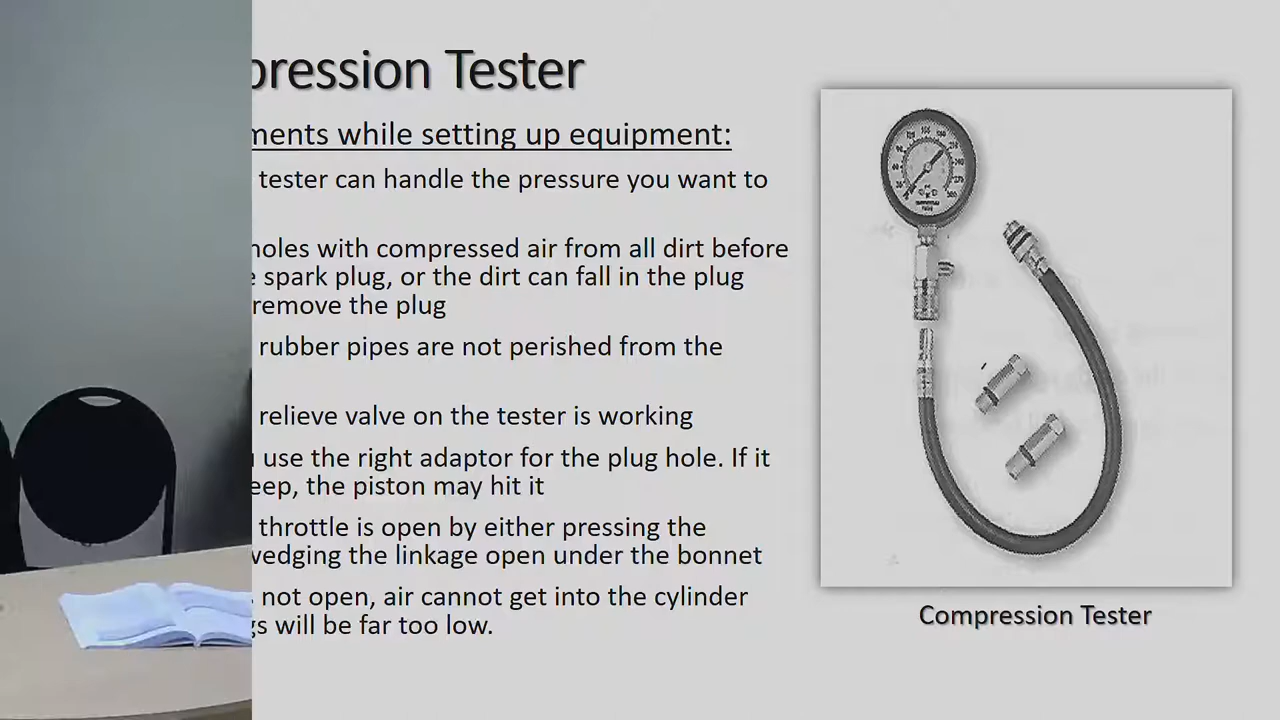 pression Tester
ments while setting up equipment:
tester can handle the pressure you want to
holes with compressed air from all dirt before
e spark plug, or the dirt can fall in the plug
remove the plug
rubber pipes are not perished from the
relieve valve on the tester is working
use the right adaptor for the plug hole. If it
eep, the piston may hit it
throttle is open by either pressing the
wedging the linkage open under the bonnet
not open, air cannot get into the cylinder
gs will be far too low.
Compression Tester